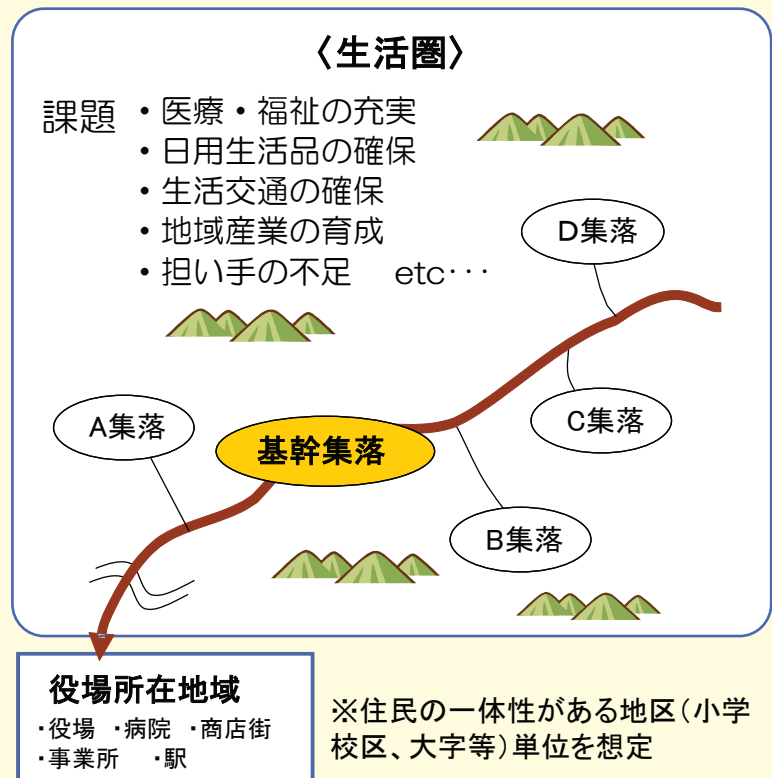 〈生活圏〉
課題
・医療・福祉の充実
・日用生活品の確保
・生活交通の確保
・地域産業の育成
・担い手の不足　etc･･･
D集落
A集落
C集落
基幹集落
B集落
役場所在地域
・役場　・病院　・商店街
・事業所　・駅
※住民の一体性がある地区（小学
校区、大字等）単位を想定